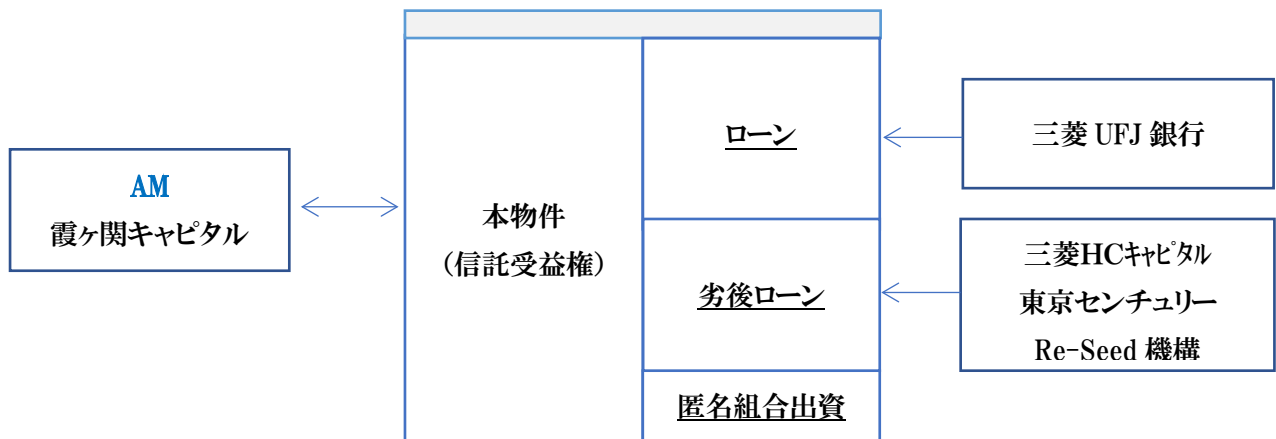 AM
霞ヶ関キャピタル
本物件
(信託受益権)
ローン
劣後ローン
匿名組合出資
三菱 UFJ 銀行
三菱HCキャピタル
東京センチュリー
Re-Seed 機構